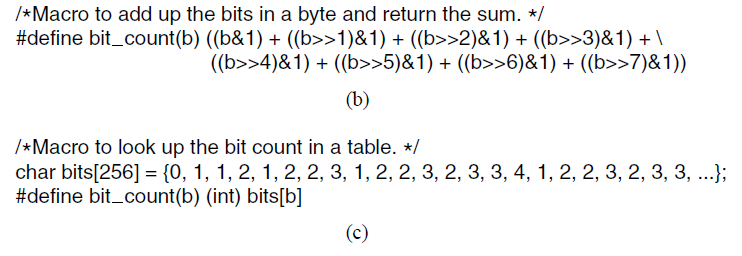 /*Macro to add up the bits in a byte and return the sum. */
#define bit_count(b) ((b&1) + ((b>>1)&1) + ((b>>2)&1) + ((b>>3)&1) + \
((b>>4)&1) + ((b>>5)&1) + ((b>>6)&1) + ((b>>7)&1))
(b)
/*Macro to look up the bit count in a table. */
char bits[256] = {0, 1, 1, 2, 1, 2, 2, 3, 1, 2, 2, 3, 2, 3, 3, 4, 1, 2, 2, 3, 2, 3, 3, ...};
#define bit_count(b) (int) bits[b]
(c)